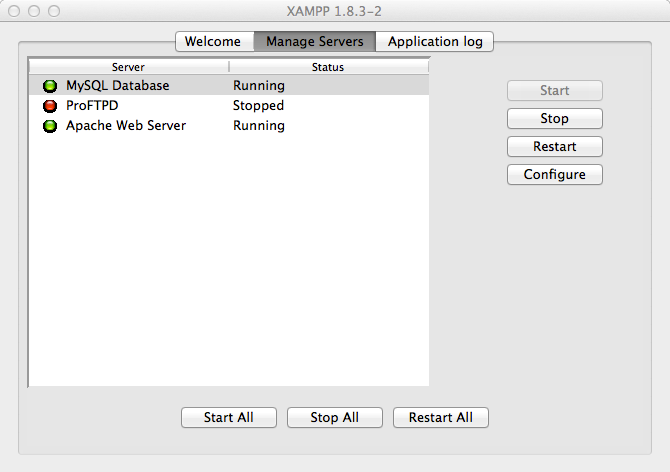 XAMPP 1.8.3-2
Welcome Manage Servers Application log
Server Status
MySQL Database Running
ProFTPD Stopped
Apache Web Server Running
Start
Stop
Restart
Configure
Start All Stop All Restart All